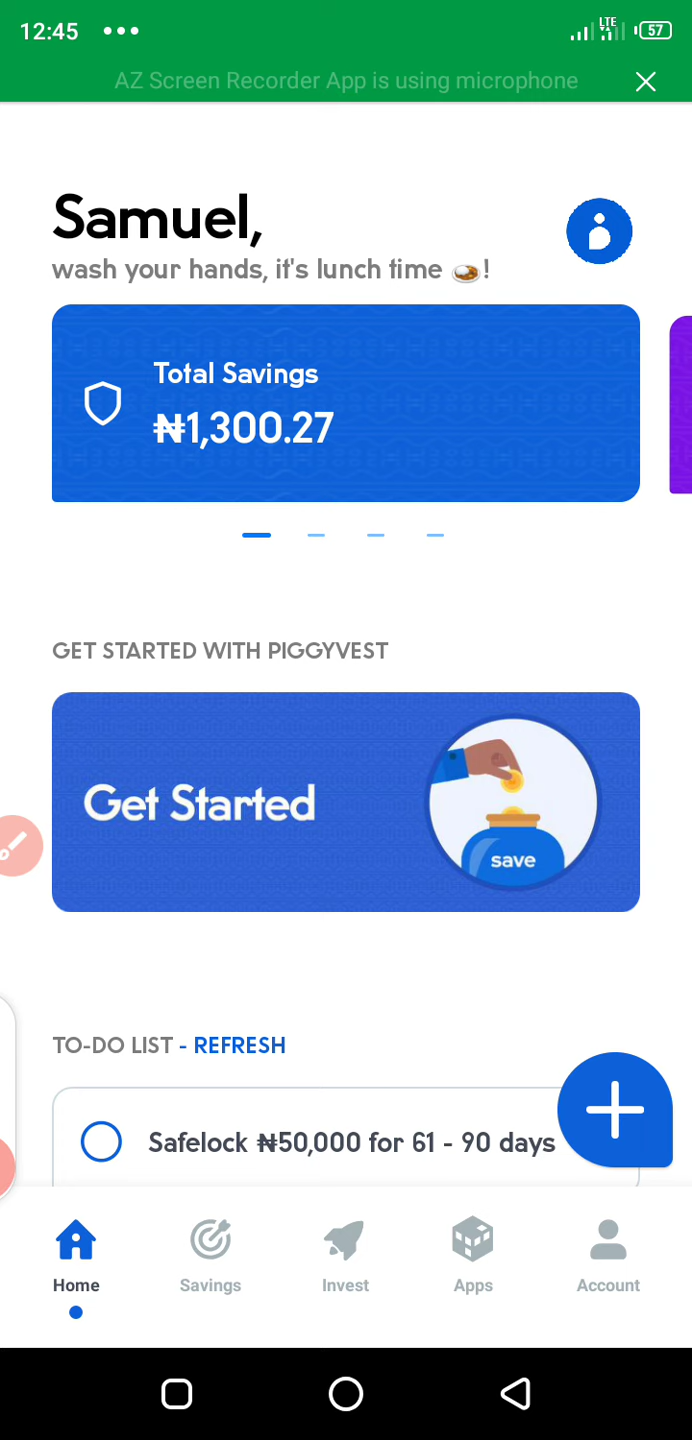 12:45
LTE
57
AZ Screen Recorder App is using microphone
Samuel,
wash your hands, it's lunch time 🍛!
Total Savings
₦1,300.27
GET STARTED WITH PIGGYVEST
Get Started
save
TO-DO LIST - REFRESH
Safelock ₦50,000 for 61 - 90 days
Home
Savings
Invest
Apps
Account